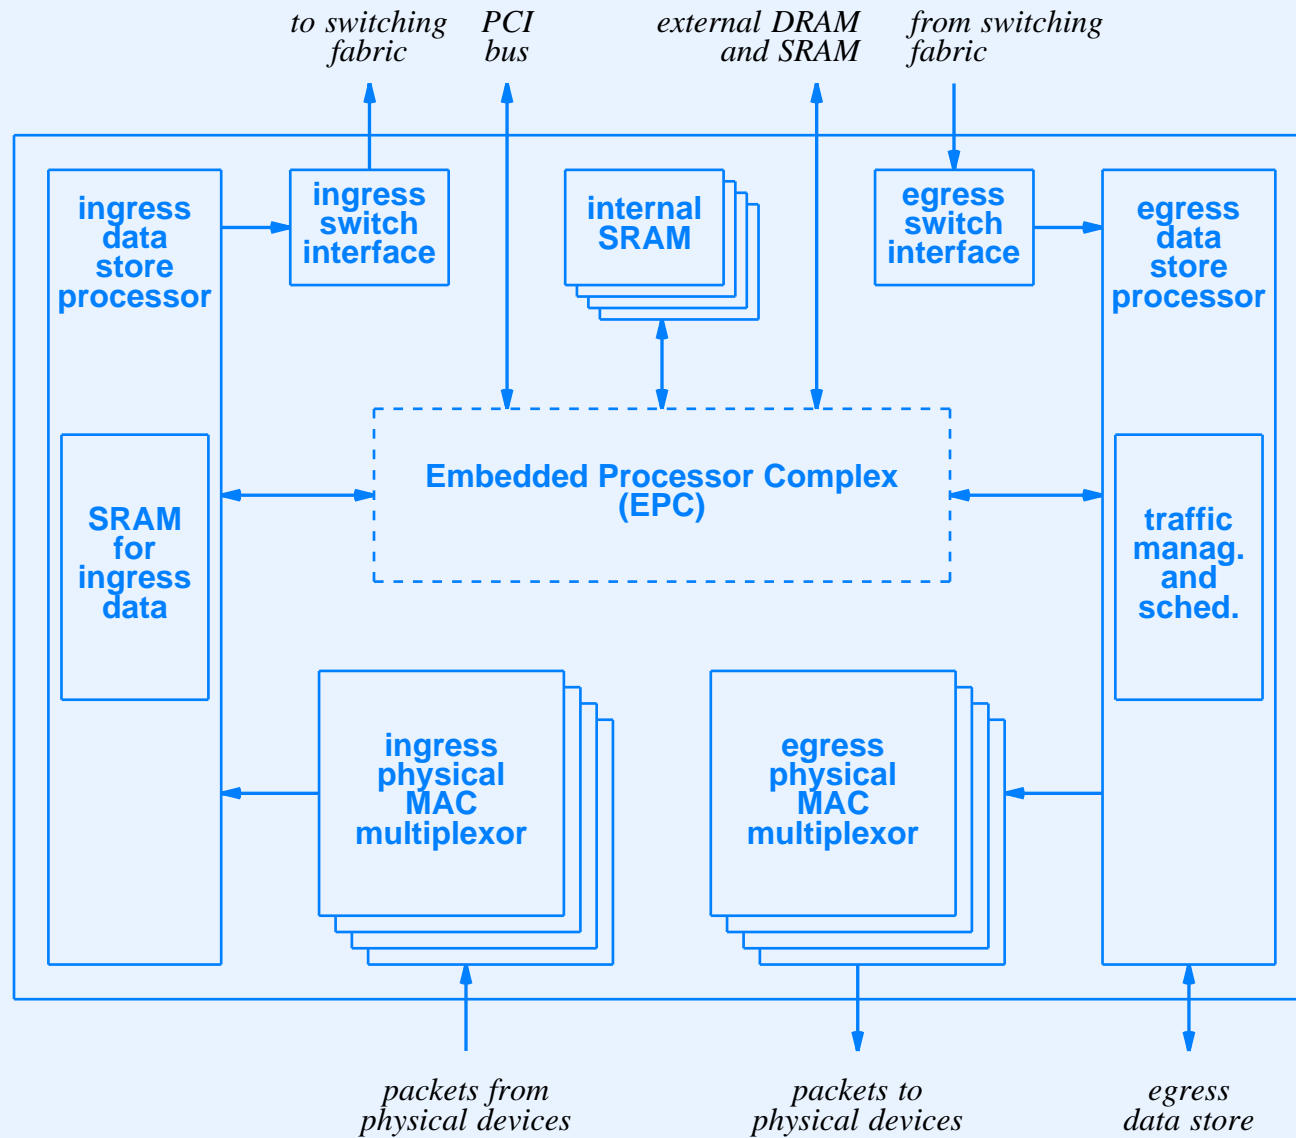 to switching
fabric
PCI
bus
external DRAM
and SRAM
from switching
fabric
ingress
data
store
processor
ingress
switch
interface
internal
SRAM
egress
switch
interface
egress
data
store
processor
Embedded Processor Complex
(EPC)
SRAM
for
ingress
data
traffic
manag.
and
sched.
ingress
physical
MAC
multiplexor
egress
physical
MAC
multiplexor
packets from
physical devices
packets to
physical devices
egress
data store